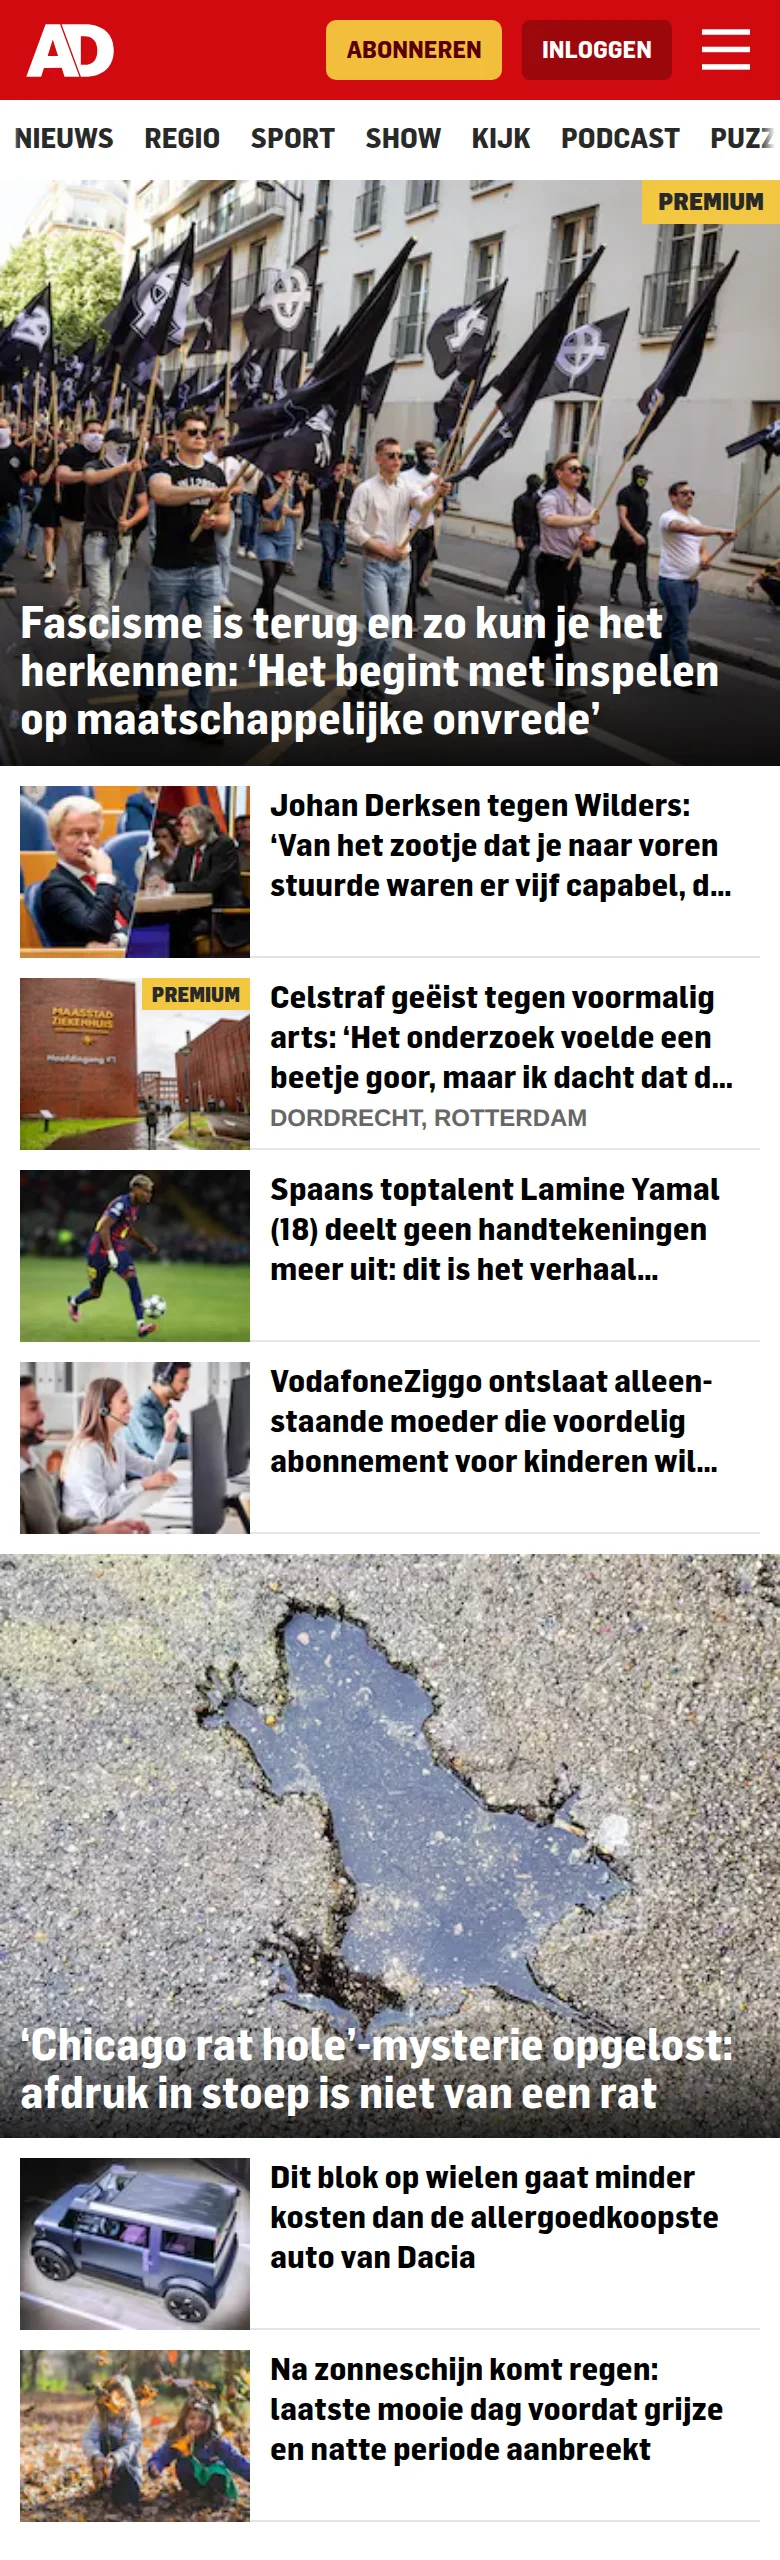 AD
ABONNEREN
INLOGGEN
NIEUWS REGIO SPORT SHOW KIJK PODCAST PUZZ
PREMIUM
Fascisme is terug en zo kun je het
herkennen: ‘Het begint met inspelen
op maatschappelijke onvrede’
Johan Derksen tegen Wilders:
‘Van het zootje dat je naar voren
stuurde waren er vijf capabel, d...
PREMIUM
MAASSTAD
ZIEKENHUIS
Hoofdingang
Celstraf geëist tegen voormalig
arts: ‘Het onderzoek voelde een
beetje goor, maar ik dacht dat d...
DORDRECHT, ROTTERDAM
Spaans toptalent Lamine Yamal
(18) deelt geen handtekeningen
meer uit: dit is het verhaal...
VodafoneZiggo ontslaat alleen-
staande moeder die voordelig
abonnement voor kinderen wil...
‘Chicago rat hole’-mysterie opgelost:
afdruk in stoep is niet van een rat
Dit blok op wielen gaat minder
kosten dan de allergoedkoopste
auto van Dacia
Na zonneschijn komt regen:
laatste mooie dag voordat grijze
en natte periode aanbreekt